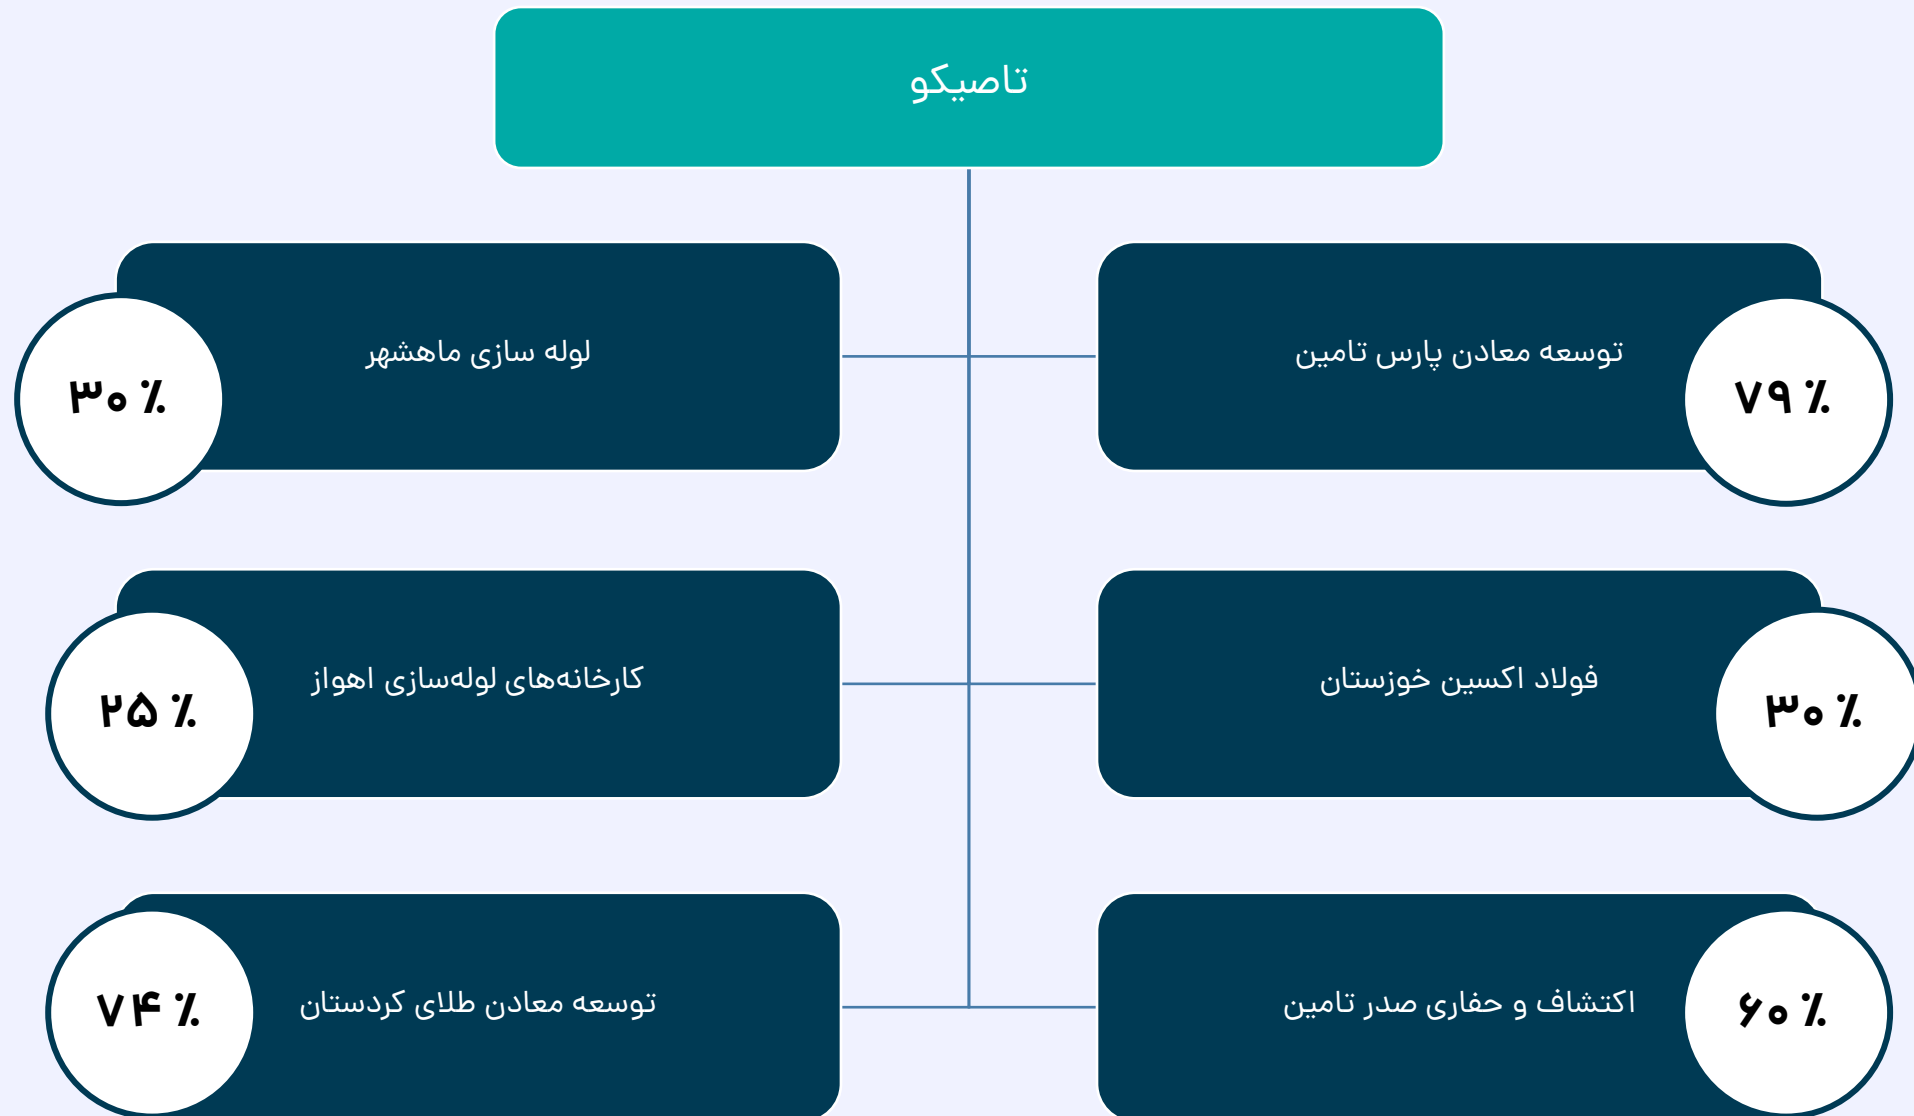 تاصیکو
توسعه معادن پارس تامین
۷۹ ٪
لوله سازی ماهشهر
۳۰ ٪
فولاد اکسین خوزستان
۳۰ ٪
کارخانه‌های لوله‌سازی اهواز
۲۵ ٪
اکتشاف و حفاری صدر تامین
۶۰ ٪
توسعه معادن طلای کردستان
۷۴ ٪